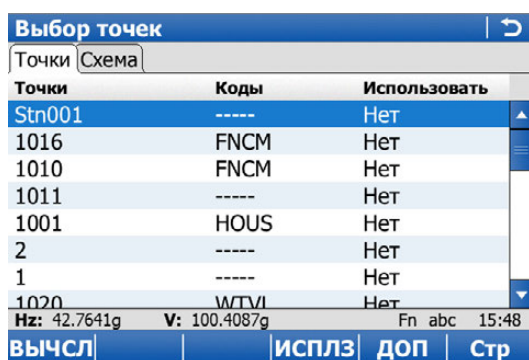 Выбор точек
Точки Схема
Точки Коды Использовать
Stn001 ----- Нет
1016 FNCM Нет
1010 FNCM Нет
1011 ----- Нет
1001 HOUS Нет
2 ----- Нет
1 ----- Нет
1020 WTVL Нет
Hz: 42.7641g V: 100.4087g Fn abc 15:48
ВЫЧСЛ ИСПЛЗ ДОП Стр